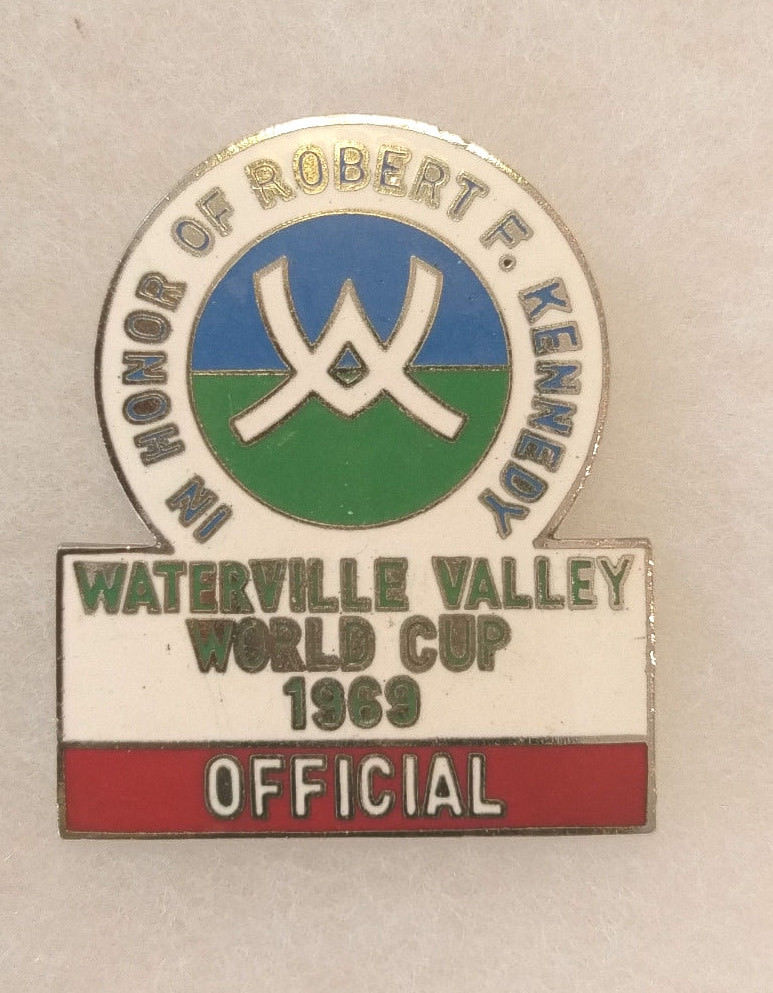 IN HONOR OF ROBERT F. KENNEDY
WATERVILLE VALLEY
WORLD CUP
1969
OFFICIAL